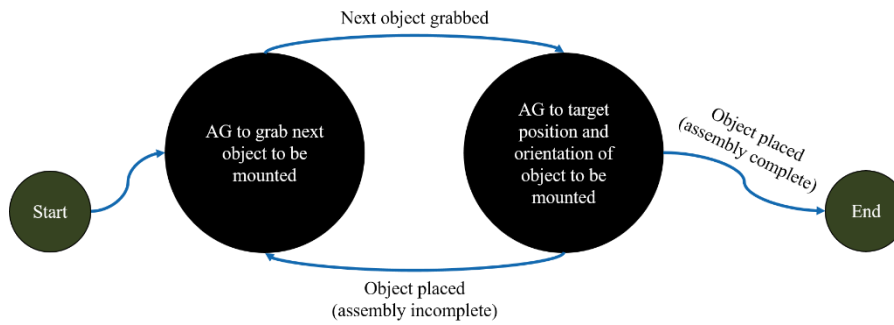 Next object grabbed
AG to grab next
object to be
mounted
AG to target
position and
orientation of
object to be
mounted
Object placed
(assembly complete)
Start
End
Object placed
(assembly incomplete)